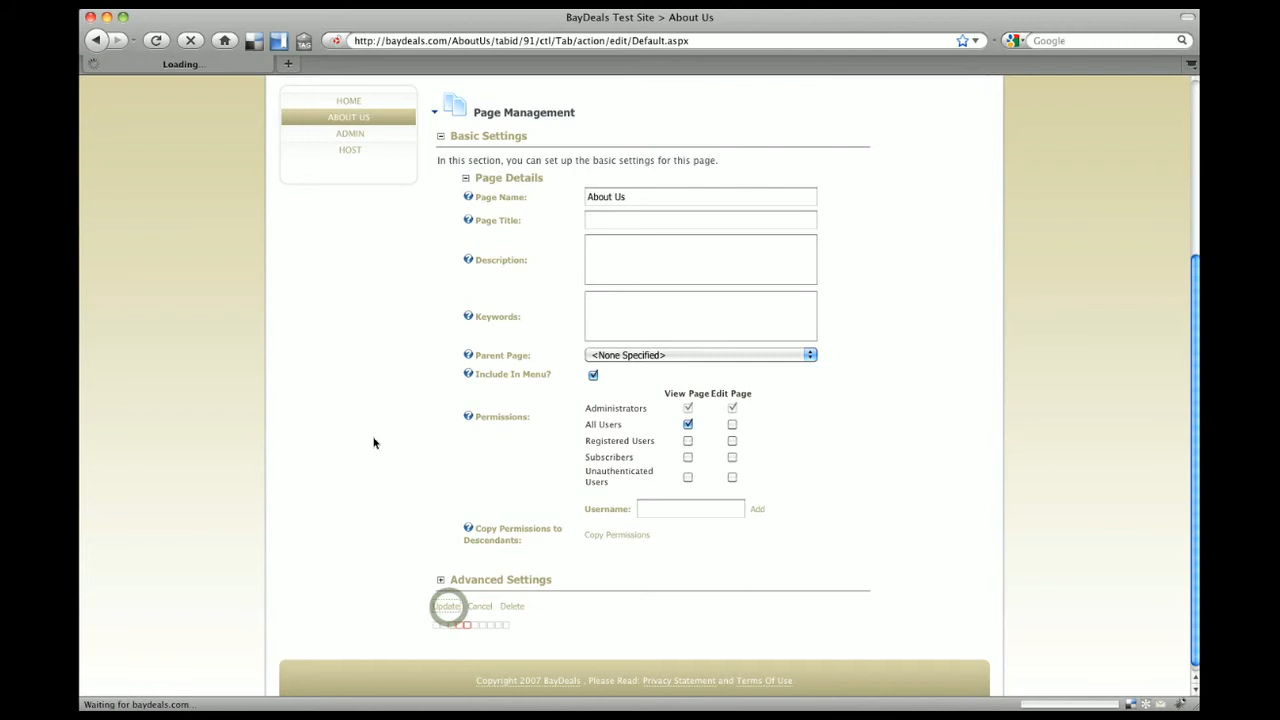 BayDeals Test Site > About Us
TAG
http://baydeals.com/AboutUs/tabid/91/ctl/Tab/action/edit/Default.aspx
Google
Loading...
HOME
ABOUT US
ADMIN
HOST
Page Management
Basic Settings
In this section, you can set up the basic settings for this page.
Page Details
Page Name: About Us
Page Title:
Description:
Keywords:
Parent Page: <None Specified>
Include In Menu?
View Page Edit Page
Permissions:
Administrators
All Users
Registered Users
Subscribers
Unauthenticated
Users
Username: Add
Copy Permissions to
Descendants:
Copy Permissions
Advanced Settings
Update Cancel Delete
Copyright 2007 BayDeals . Please Read: Privacy Statement and Terms Of Use
Waiting for baydeals.com...